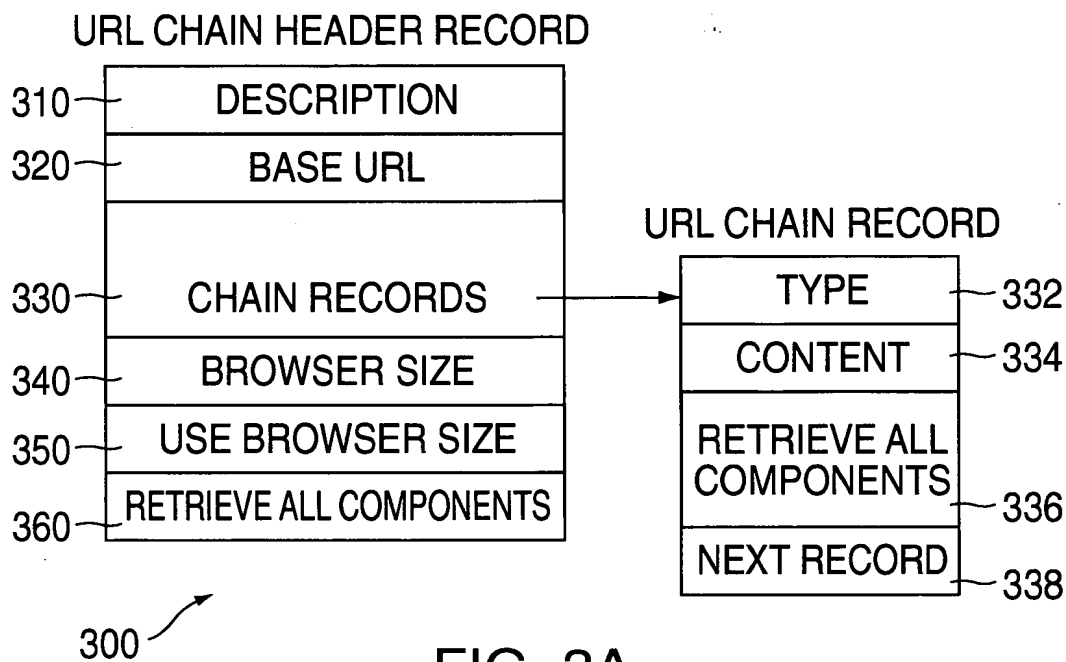 URL CHAIN HEADER RECORD
310
DESCRIPTION
320
BASE URL
330
CHAIN RECORDS
340
BROWSER SIZE
350
USE BROWSER SIZE
360
RETRIEVE ALL COMPONENTS
300
URL CHAIN RECORD
TYPE
332
CONTENT
334
RETRIEVE ALL
COMPONENTS
336
NEXT RECORD
338